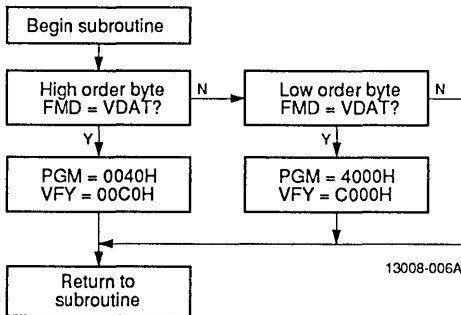 Begin subroutine
High order byte
FMD = VDAT?
N
Low order byte
FMD = VDAT?
N
Y
Y
PGM = 0040H
VFY = 00C0H
PGM = 4000H
VFY = C000H
13008-006A
Return to
subroutine